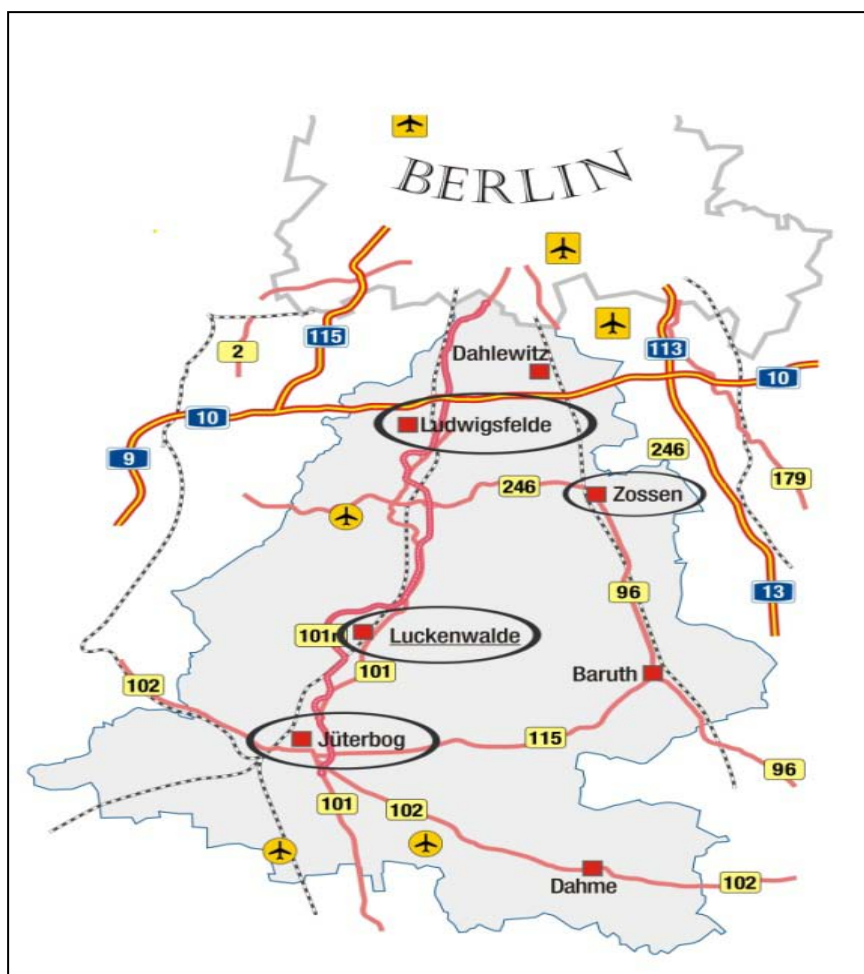 BERLIN
115
2
113
Dahlewitz
10
10
Ludwigsfelde
9
246
179
246
Zossen
96
13
101n
Luckenwalde
101
102
Baruth
Jüterbog
115
96
101
102
Dahme
102